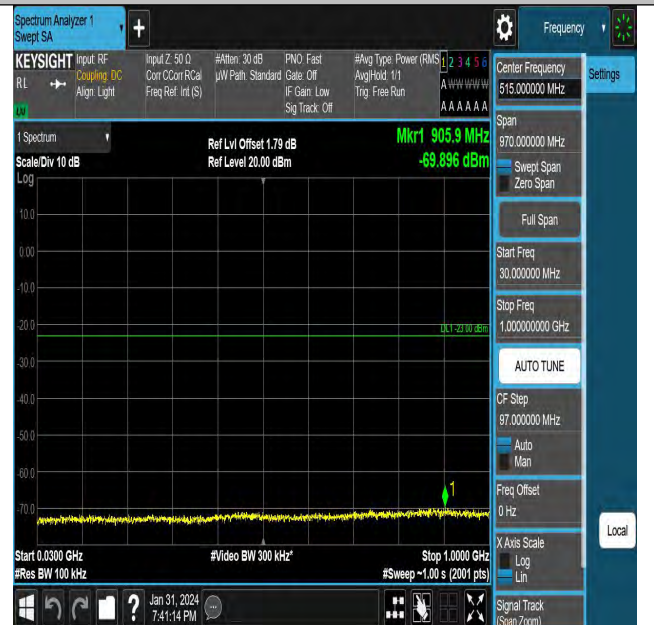 Spectrum Analyzer 1
Swept SA
+
Frequency
KEYSIGHT
RL
Input: RF
Coupling: DC
Align: Light
Input Z: 50 Ω
Corr CCorr RCal
Freq Ref: Int (S)
#Atten: 30 dB
µW Path: Standard
PNO: Fast
Gate: Off
IF Gain: Low
Sig Track: Off
#Avg Type: Power (RMS
Avg|Hold: 1/1
Trig: Free Run
1 2 3 4 5 6
A W W W W W
A A A A A A
1 Spectrum
Scale/Div 10 dB
Log
Ref Lvl Offset 1.79 dB
Ref Level 20.00 dBm
Mkr1 905.9 MHz
-69.896 dBm
10.0
0.00
-10.0
-20.0
DL1 -23.00 dBm
-30.0
-40.0
-50.0
-60.0
1
-70.0
Start 0.0300 GHz
#Res BW 100 kHz
#Video BW 300 kHz*
Stop 1.0000 GHz
#Sweep ~1.00 s (2001 pts)
?
Jan 31, 2024
7:41:14 PM
Center Frequency
515.000000 MHz
Settings
Span
970.000000 MHz
Swept Span
Zero Span
Full Span
Start Freq
30.000000 MHz
Stop Freq
1.000000000 GHz
AUTO TUNE
CF Step
97.000000 MHz
Auto
Man
Freq Offset
0 Hz
X Axis Scale
Log
Lin
Local
Signal Track
(Span Zoom)